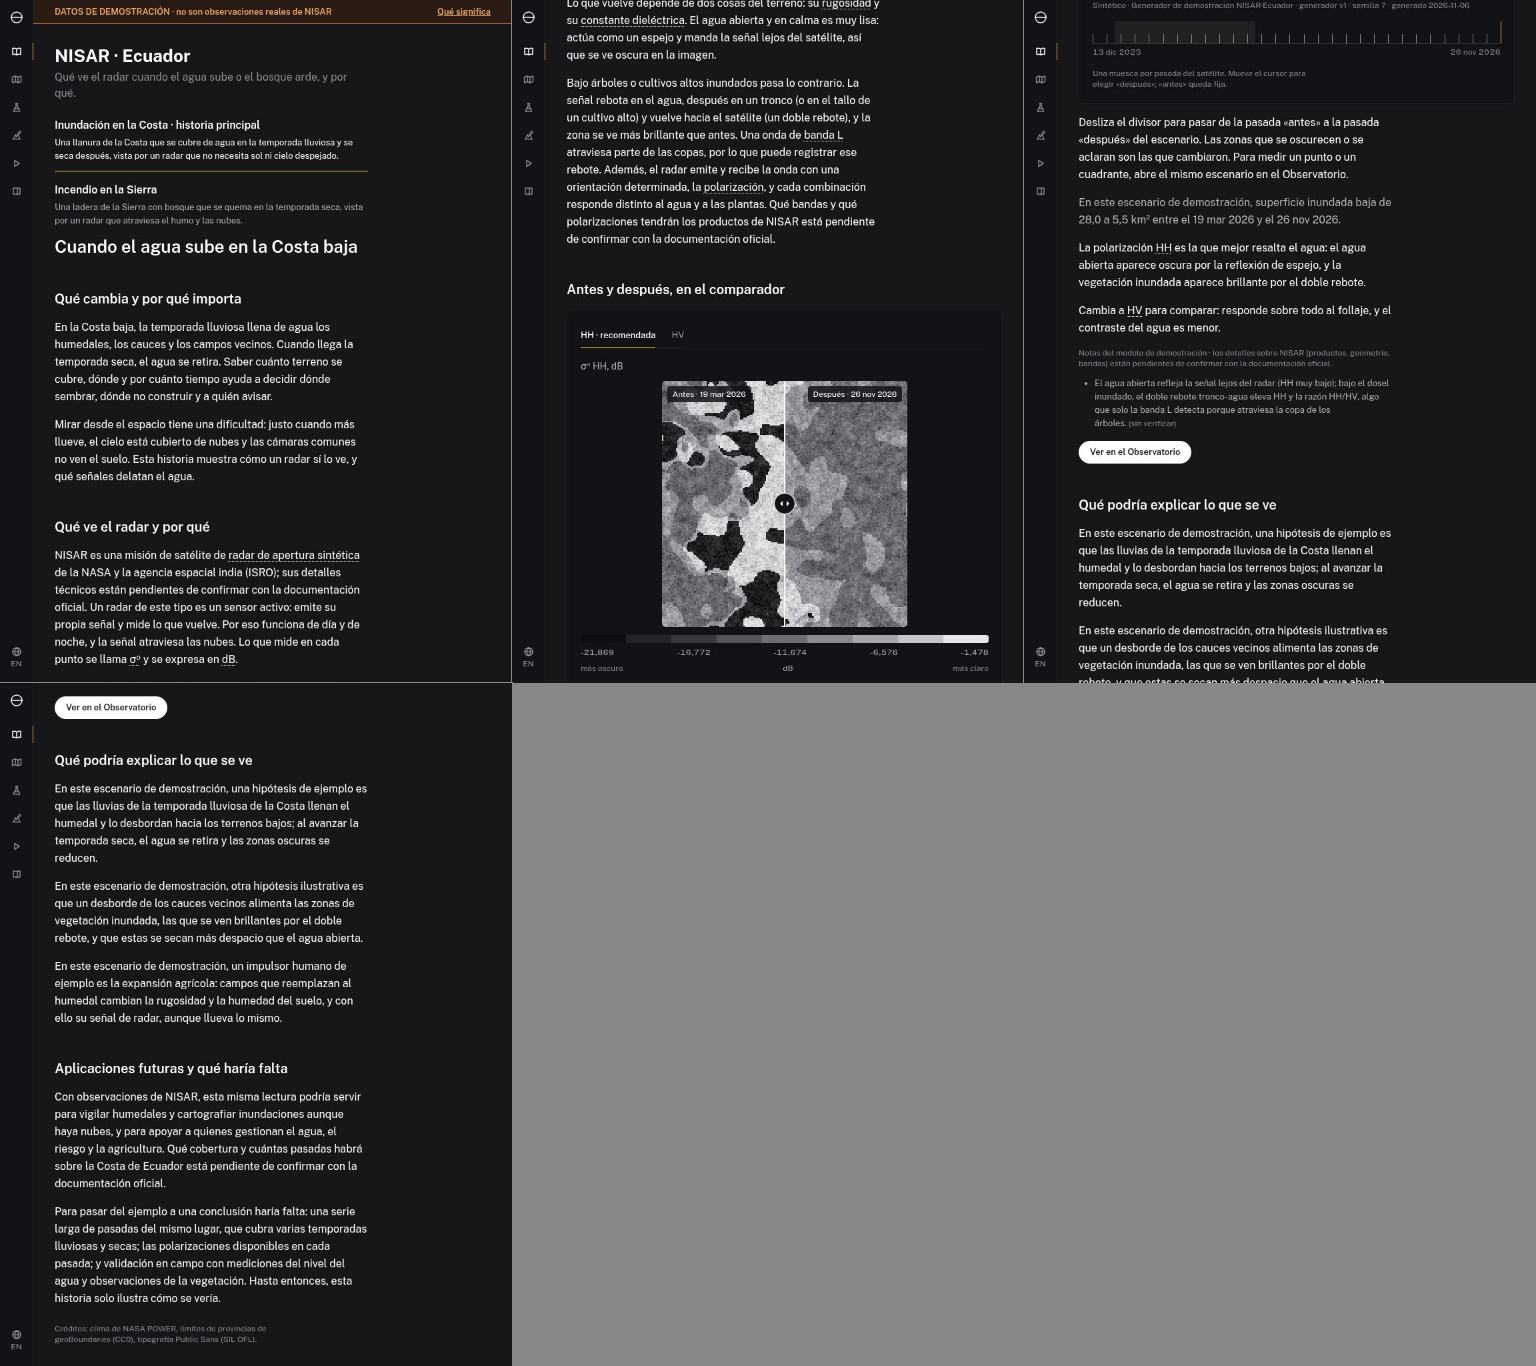 DATOS DE DEMOSTRACIÓN · no son observaciones reales de NISAR
Qué significa
NISAR · Ecuador
Qué ve el radar cuando el agua sube o el bosque arde, y por
qué.
Inundación en la Costa · historia principal
Una llanura de la Costa que se cubre de agua en la temporada lluviosa y se
seca después, vista por un radar que no necesita sol ni cielo despejado.
Incendio en la Sierra
Una ladera de la Sierra con bosque que se quema en la temporada seca, vista
por un radar que atraviesa el humo y las nubes.
Cuando el agua sube en la Costa baja
Qué cambia y por qué importa
En la Costa baja, la temporada lluviosa llena de agua los
humedales, los cauces y los campos vecinos. Cuando llega la
temporada seca, el agua se retira. Saber cuánto terreno se
cubre, dónde y por cuánto tiempo ayuda a decidir dónde
sembrar, dónde no construir y a quién avisar.
Mirar desde el espacio tiene una dificultad: justo cuando más
llueve, el cielo está cubierto de nubes y las cámaras comunes
no ven el suelo. Esta historia muestra cómo un radar sí lo ve, y
qué señales delatan el agua.
Qué ve el radar y por qué
NISAR es una misión de satélite de radar de apertura sintética
de la NASA y la agencia espacial india (ISRO); sus detalles
técnicos están pendientes de confirmar con la documentación
oficial. Un radar de este tipo es un sensor activo: emite su
propia señal y mide lo que vuelve. Por eso funciona de día y de
noche, y la señal atraviesa las nubes. Lo que mide en cada
punto se llama σ⁰ y se expresa en dB.
EN
Lo que vuelve depende de dos cosas del terreno: su rugosidad y
su constante dieléctrica. El agua abierta y en calma es muy lisa:
actúa como un espejo y manda la señal lejos del satélite, así
que se ve oscura en la imagen.
Bajo árboles o cultivos altos inundados pasa lo contrario. La
señal rebota en el agua, después en un tronco (o en el tallo de
un cultivo alto) y vuelve hacia el satélite (un doble rebote), y la
zona se ve más brillante que antes. Una onda de banda L
atraviesa parte de las copas, por lo que puede registrar ese
rebote. Además, el radar emite y recibe la onda con una
orientación determinada, la polarización, y cada combinación
responde distinto al agua y a las plantas. Qué bandas y qué
polarizaciones tendrán los productos de NISAR está pendiente
de confirmar con la documentación oficial.
Antes y después, en el comparador
HH · recomendada
HV
σ⁰ HH, dB
Antes · 19 mar 2026
Después · 26 nov 2026
-21,869
-16,772
-11,674
-6,576
-1,478
más oscuro
dB
más claro
EN
Sintético · Generador de demostración NISAR-Ecuador · generador v1 · semilla 7 · generado 2026-11-06
13 dic 2025
26 nov 2026
Una muesca por pasada del satélite. Mueve el cursor para
elegir «después»; «antes» queda fija.
Desliza el divisor para pasar de la pasada «antes» a la pasada
«después» del escenario. Las zonas que se oscurecen o se
aclaran son las que cambiaron. Para medir un punto o un
cuadrante, abre el mismo escenario en el Observatorio.
En este escenario de demostración, superficie inundada baja de
28,0 a 5,5 km² entre el 19 mar 2026 y el 26 nov 2026.
La polarización HH es la que mejor resalta el agua: el agua
abierta aparece oscura por la reflexión de espejo, y la
vegetación inundada aparece brillante por el doble rebote.
Cambia a HV para comparar: responde sobre todo al follaje, y el
contraste del agua es menor.
Notas del modelo de demostración · los detalles sobre NISAR (productos, geometría,
bandas) están pendientes de confirmar con la documentación oficial.
• El agua abierta refleja la señal lejos del radar (HH muy bajo); bajo el dosel
inundado, el doble rebote tronco-agua eleva HH y la razón HH/HV, algo
que solo la banda L detecta porque atraviesa la copa de los
árboles. (sin verificar)
Ver en el Observatorio
Qué podría explicar lo que se ve
En este escenario de demostración, una hipótesis de ejemplo es
que las lluvias de la temporada lluviosa de la Costa llenan el
humedal y lo desbordan hacia los terrenos bajos; al avanzar la
temporada seca, el agua se retira y las zonas oscuras se
reducen.
En este escenario de demostración, otra hipótesis ilustrativa es
que un desborde de los cauces vecinos alimenta las zonas de
vegetación inundada, las que se ven brillantes por el doble
rebote, y que estas se secan más despacio que el agua abierta.
EN
Ver en el Observatorio
Qué podría explicar lo que se ve
En este escenario de demostración, una hipótesis de ejemplo es
que las lluvias de la temporada lluviosa de la Costa llenan el
humedal y lo desbordan hacia los terrenos bajos; al avanzar la
temporada seca, el agua se retira y las zonas oscuras se
reducen.
En este escenario de demostración, otra hipótesis ilustrativa es
que un desborde de los cauces vecinos alimenta las zonas de
vegetación inundada, las que se ven brillantes por el doble
rebote, y que estas se secan más despacio que el agua abierta.
En este escenario de demostración, un impulsor humano de
ejemplo es la expansión agrícola: campos que reemplazan al
humedal cambian la rugosidad y la humedad del suelo, y con
ello su señal de radar, aunque llueva lo mismo.
Aplicaciones futuras y qué haría falta
Con observaciones de NISAR, esta misma lectura podría servir
para vigilar humedales y cartografiar inundaciones aunque
haya nubes, y para apoyar a quienes gestionan el agua, el
riesgo y la agricultura. Qué cobertura y cuántas pasadas habrá
sobre la Costa de Ecuador está pendiente de confirmar con la
documentación oficial.
Para pasar del ejemplo a una conclusión haría falta: una serie
larga de pasadas del mismo lugar, que cubra varias temporadas
lluviosas y secas; las polarizaciones disponibles en cada
pasada; y validación en campo con mediciones del nivel del
agua y observaciones de la vegetación. Hasta entonces, esta
historia solo ilustra cómo se vería.
Créditos: clima de NASA POWER, límites de provincias de
geoBoundaries (CC0), tipografía Public Sans (SIL OFL).
EN